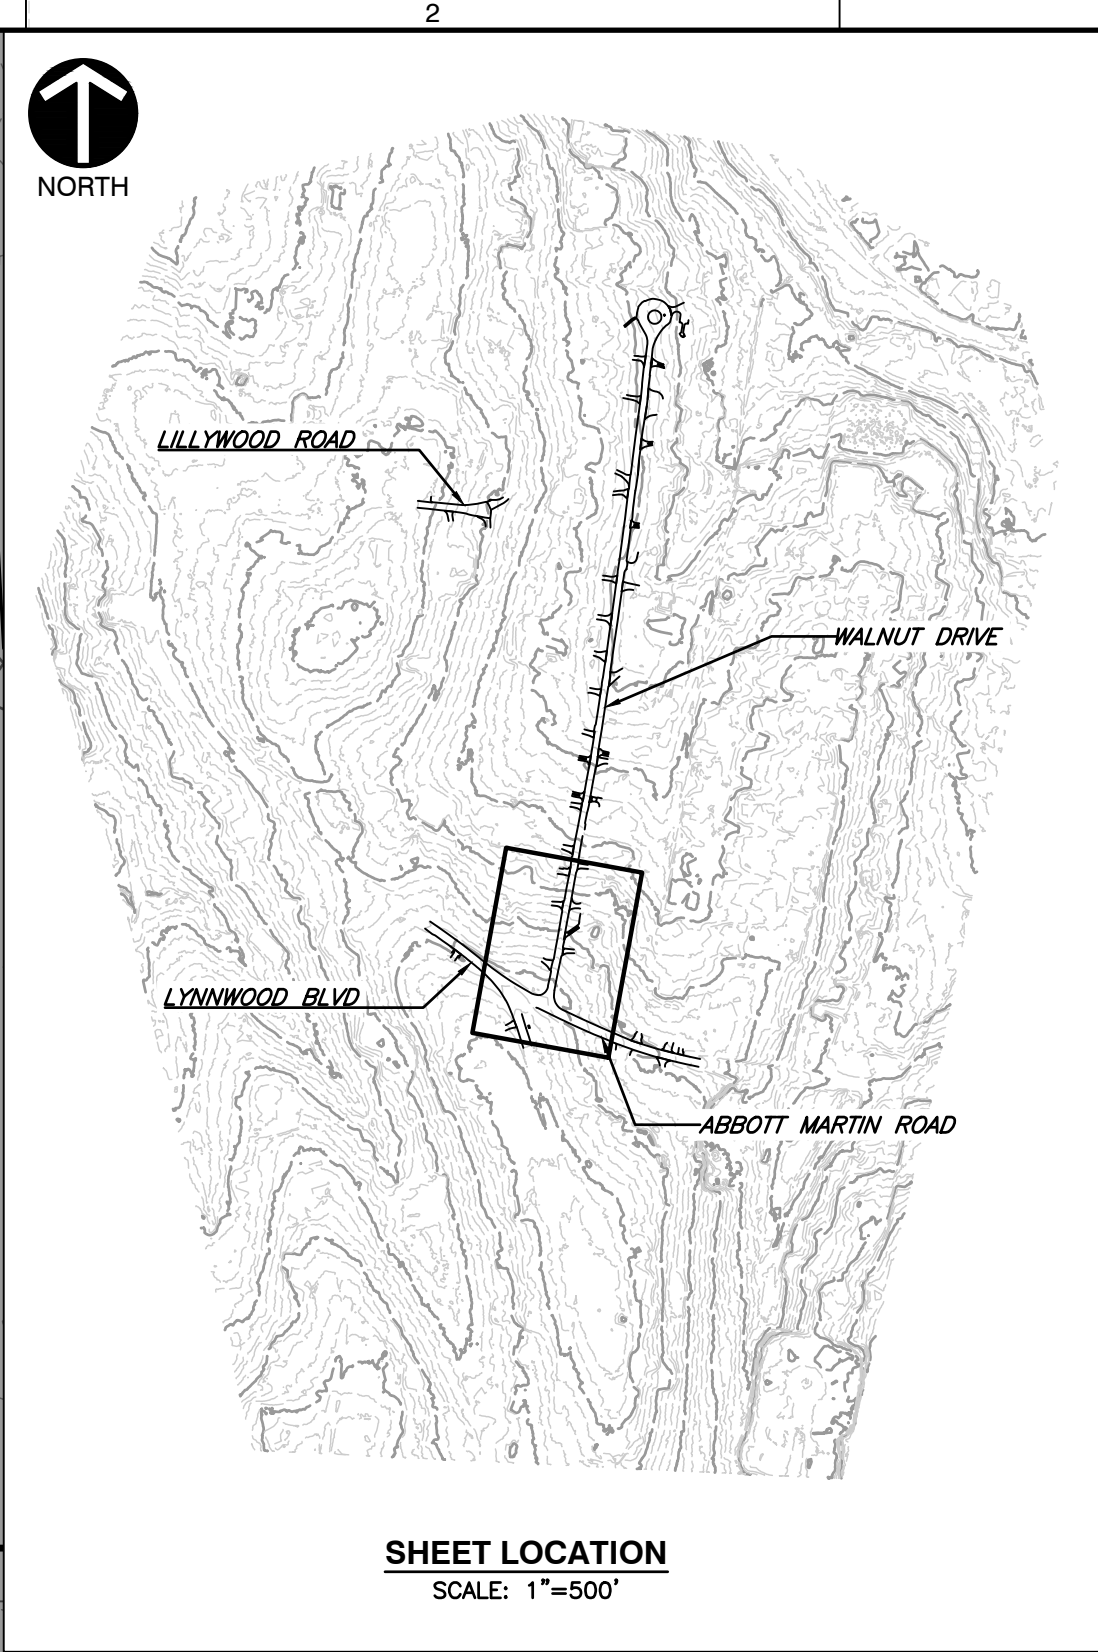 2
NORTH
LILLYWOOD ROAD
WALNUT DRIVE
LYNNWOOD BLVD
ABBOTT MARTIN ROAD
SHEET LOCATION
SCALE: 1"=500'